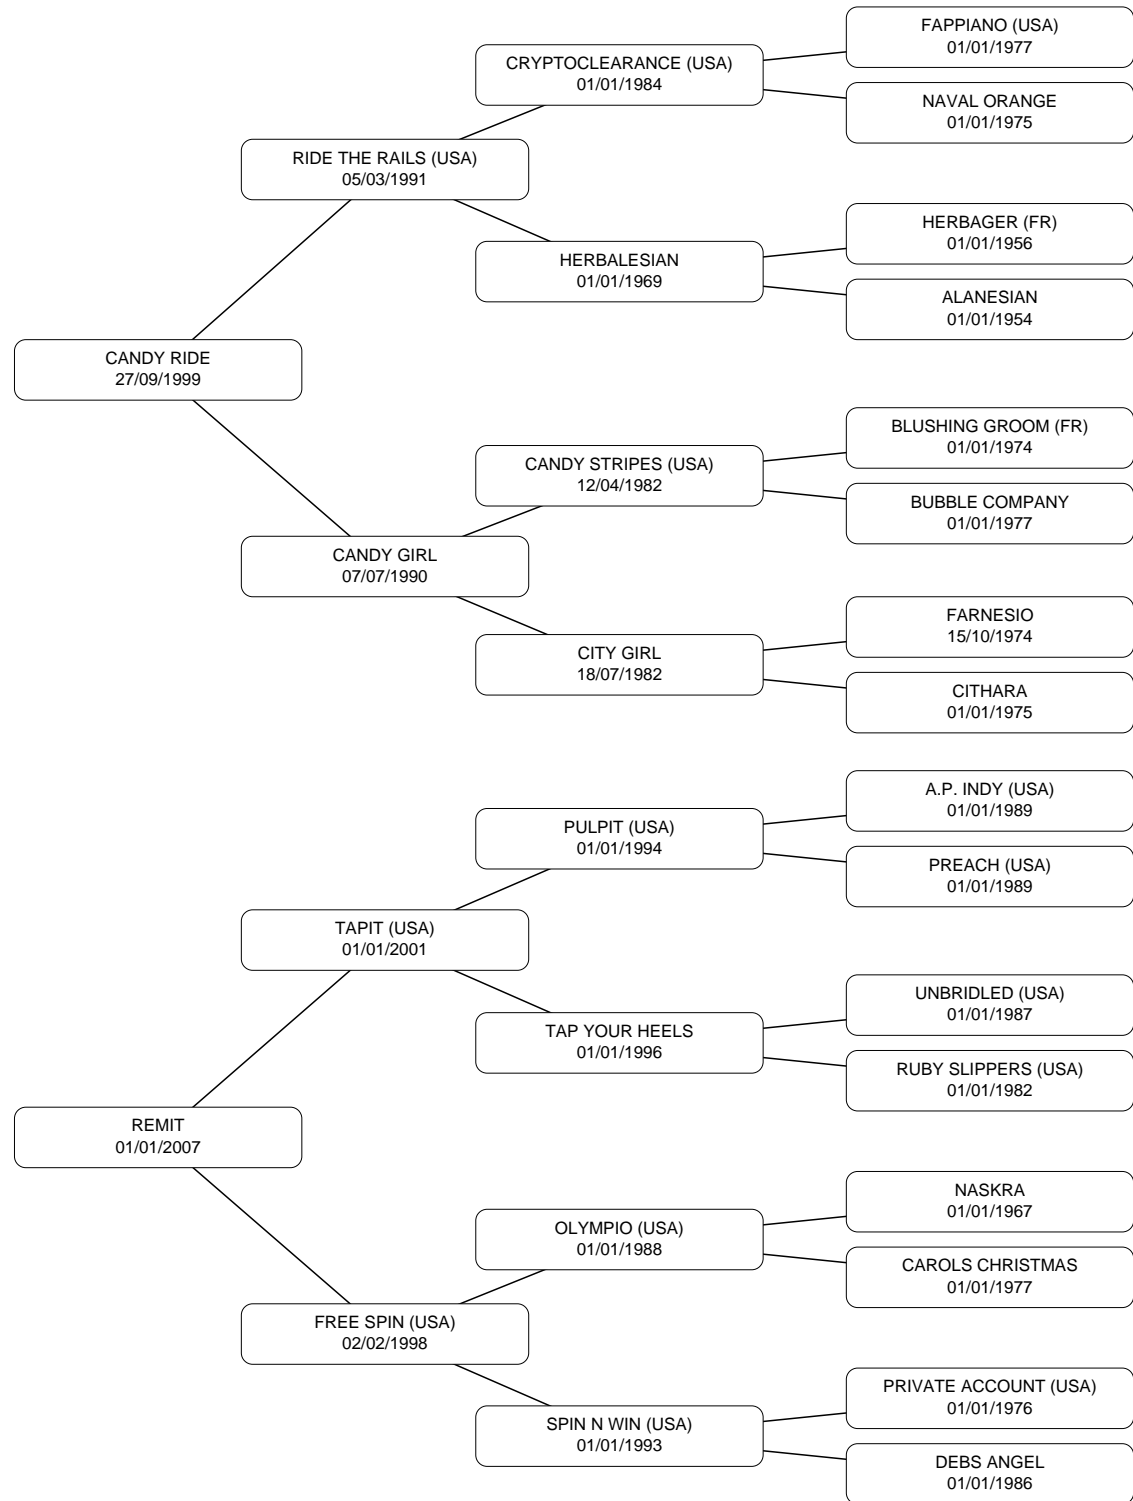 FAPPIANO (USA)
01/01/1977
CRYPTOCLEARANCE (USA)
01/01/1984
NAVAL ORANGE
01/01/1975
RIDE THE RAILS (USA)
05/03/1991
HERBAGER (FR)
01/01/1956
HERBALESIAN
01/01/1969
ALANESIAN
01/01/1954
CANDY RIDE
27/09/1999
BLUSHING GROOM (FR)
01/01/1974
CANDY STRIPES (USA)
12/04/1982
BUBBLE COMPANY
01/01/1977
CANDY GIRL
07/07/1990
FARNESIO
15/10/1974
CITY GIRL
18/07/1982
CITHARA
01/01/1975
A.P. INDY (USA)
01/01/1989
PULPIT (USA)
01/01/1994
PREACH (USA)
01/01/1989
TAPIT (USA)
01/01/2001
UNBRIDLED (USA)
01/01/1987
TAP YOUR HEELS
01/01/1996
RUBY SLIPPERS (USA)
01/01/1982
REMIT
01/01/2007
NASKRA
01/01/1967
OLYMPIO (USA)
01/01/1988
CAROLS CHRISTMAS
01/01/1977
FREE SPIN (USA)
02/02/1998
PRIVATE ACCOUNT (USA)
01/01/1976
SPIN N WIN (USA)
01/01/1993
DEBS ANGEL
01/01/1986